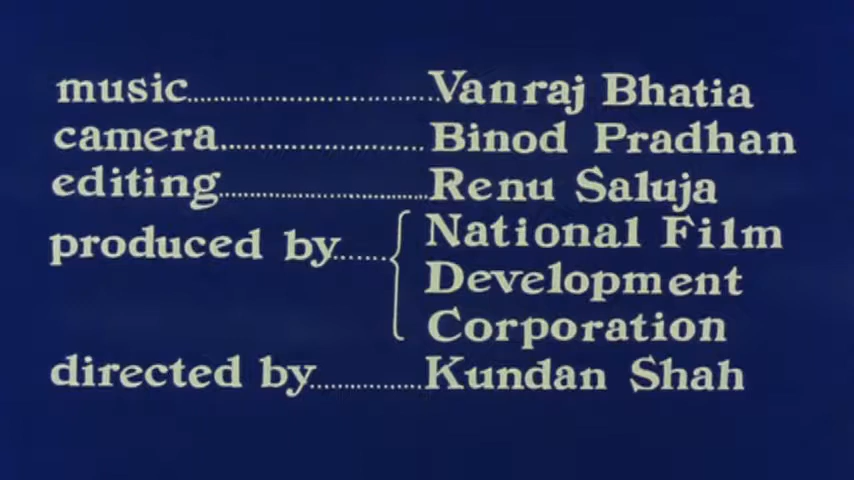 music........................Vanraj Bhatia
camera.....................Binod Pradhan
editing......................Renu Saluja
produced by......{ National Film
Development
Corporation
directed by............Kundan Shah